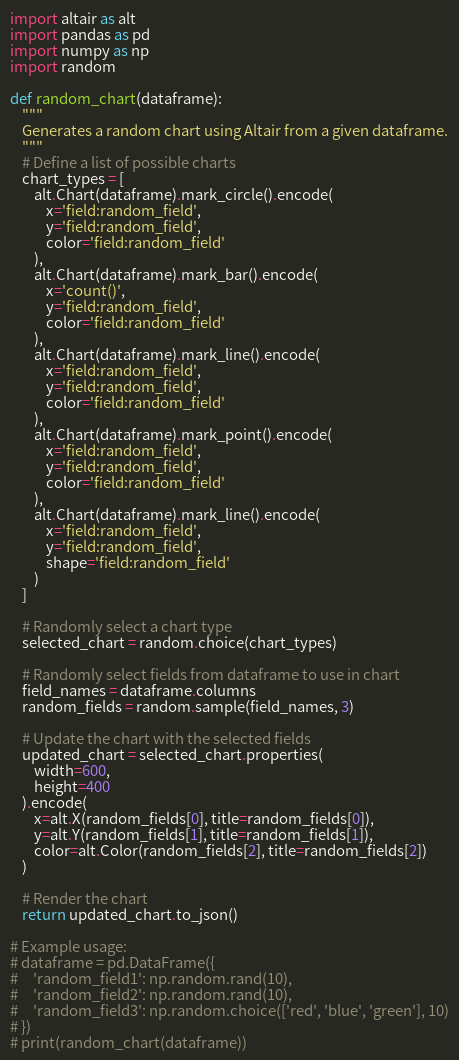 import altair as alt
import pandas as pd
import numpy as np
import random

def random_chart(dataframe):
    """
    Generates a random chart using Altair from a given dataframe.
    """
    # Define a list of possible charts
    chart_types = [
        alt.Chart(dataframe).mark_circle().encode(
            x='field:random_field',
            y='field:random_field',
            color='field:random_field'
        ),
        alt.Chart(dataframe).mark_bar().encode(
            x='count()',
            y='field:random_field',
            color='field:random_field'
        ),
        alt.Chart(dataframe).mark_line().encode(
            x='field:random_field',
            y='field:random_field',
            color='field:random_field'
        ),
        alt.Chart(dataframe).mark_point().encode(
            x='field:random_field',
            y='field:random_field',
            color='field:random_field'
        ),
        alt.Chart(dataframe).mark_line().encode(
            x='field:random_field',
            y='field:random_field',
            shape='field:random_field'
        )
    ]

    # Randomly select a chart type
    selected_chart = random.choice(chart_types)

    # Randomly select fields from dataframe to use in chart
    field_names = dataframe.columns
    random_fields = random.sample(field_names, 3)

    # Update the chart with the selected fields
    updated_chart = selected_chart.properties(
        width=600,
        height=400
    ).encode(
        x=alt.X(random_fields[0], title=random_fields[0]),
        y=alt.Y(random_fields[1], title=random_fields[1]),
        color=alt.Color(random_fields[2], title=random_fields[2])
    )

    # Render the chart
    return updated_chart.to_json()

# Example usage:
# dataframe = pd.DataFrame({
#     'random_field1': np.random.rand(10),
#     'random_field2': np.random.rand(10),
#     'random_field3': np.random.choice(['red', 'blue', 'green'], 10)
# })
# print(random_chart(dataframe))